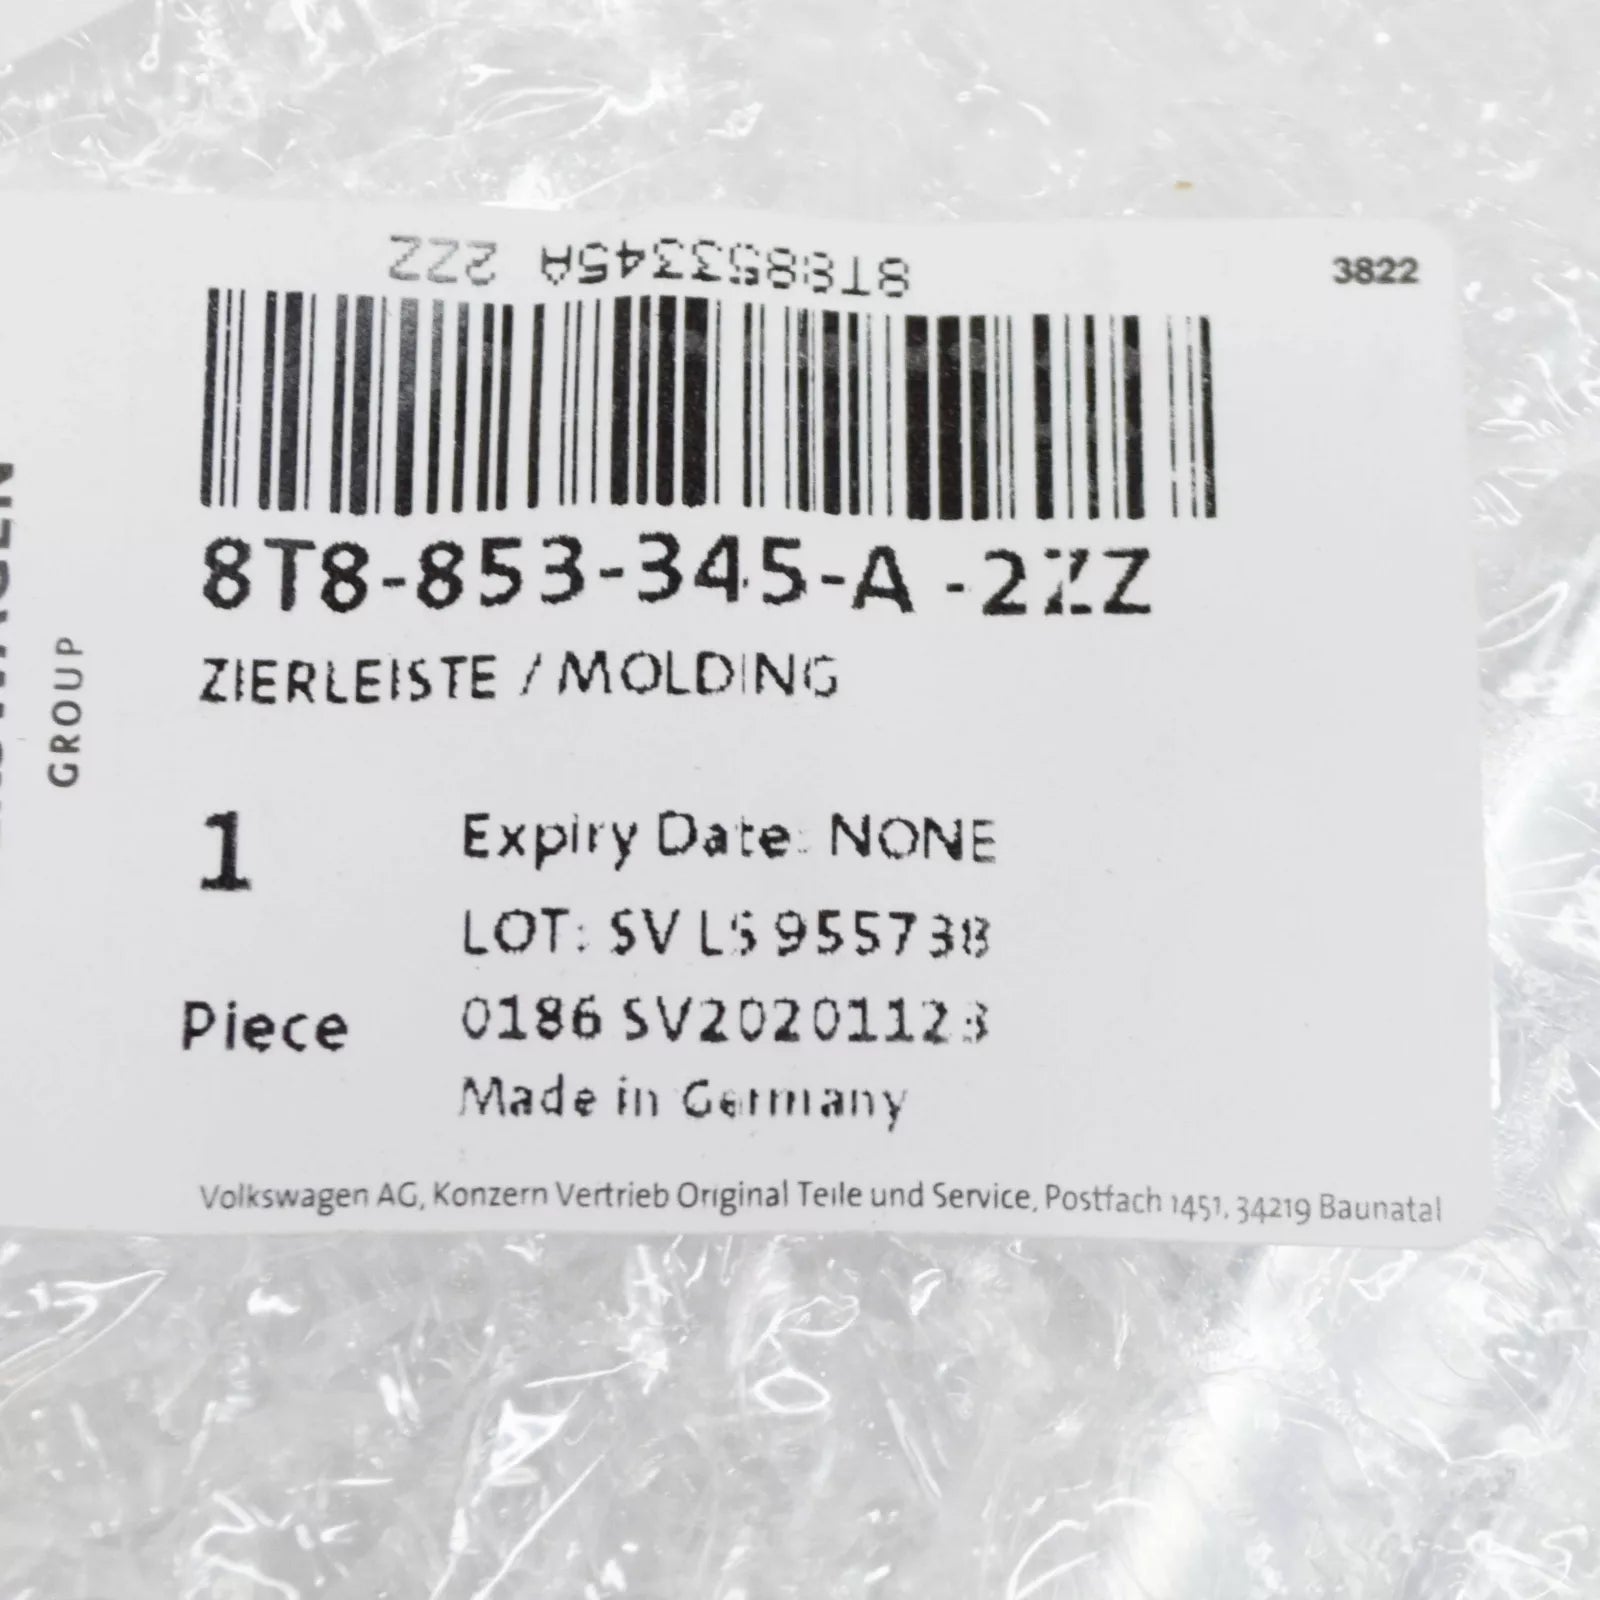 8T8853345A 2ZZ
3822
8T8-853-345-A -2ZZ
ZIERLEISTE / MOLDING
1
Expiry Date: NONE
LOT: SV LS 955738
Piece
0186 SV20201123
Made in Germany
Volkswagen AG, Konzern Vertrieb Original Teile und Service, Postfach 1451, 34219 Baunatal
GROUP